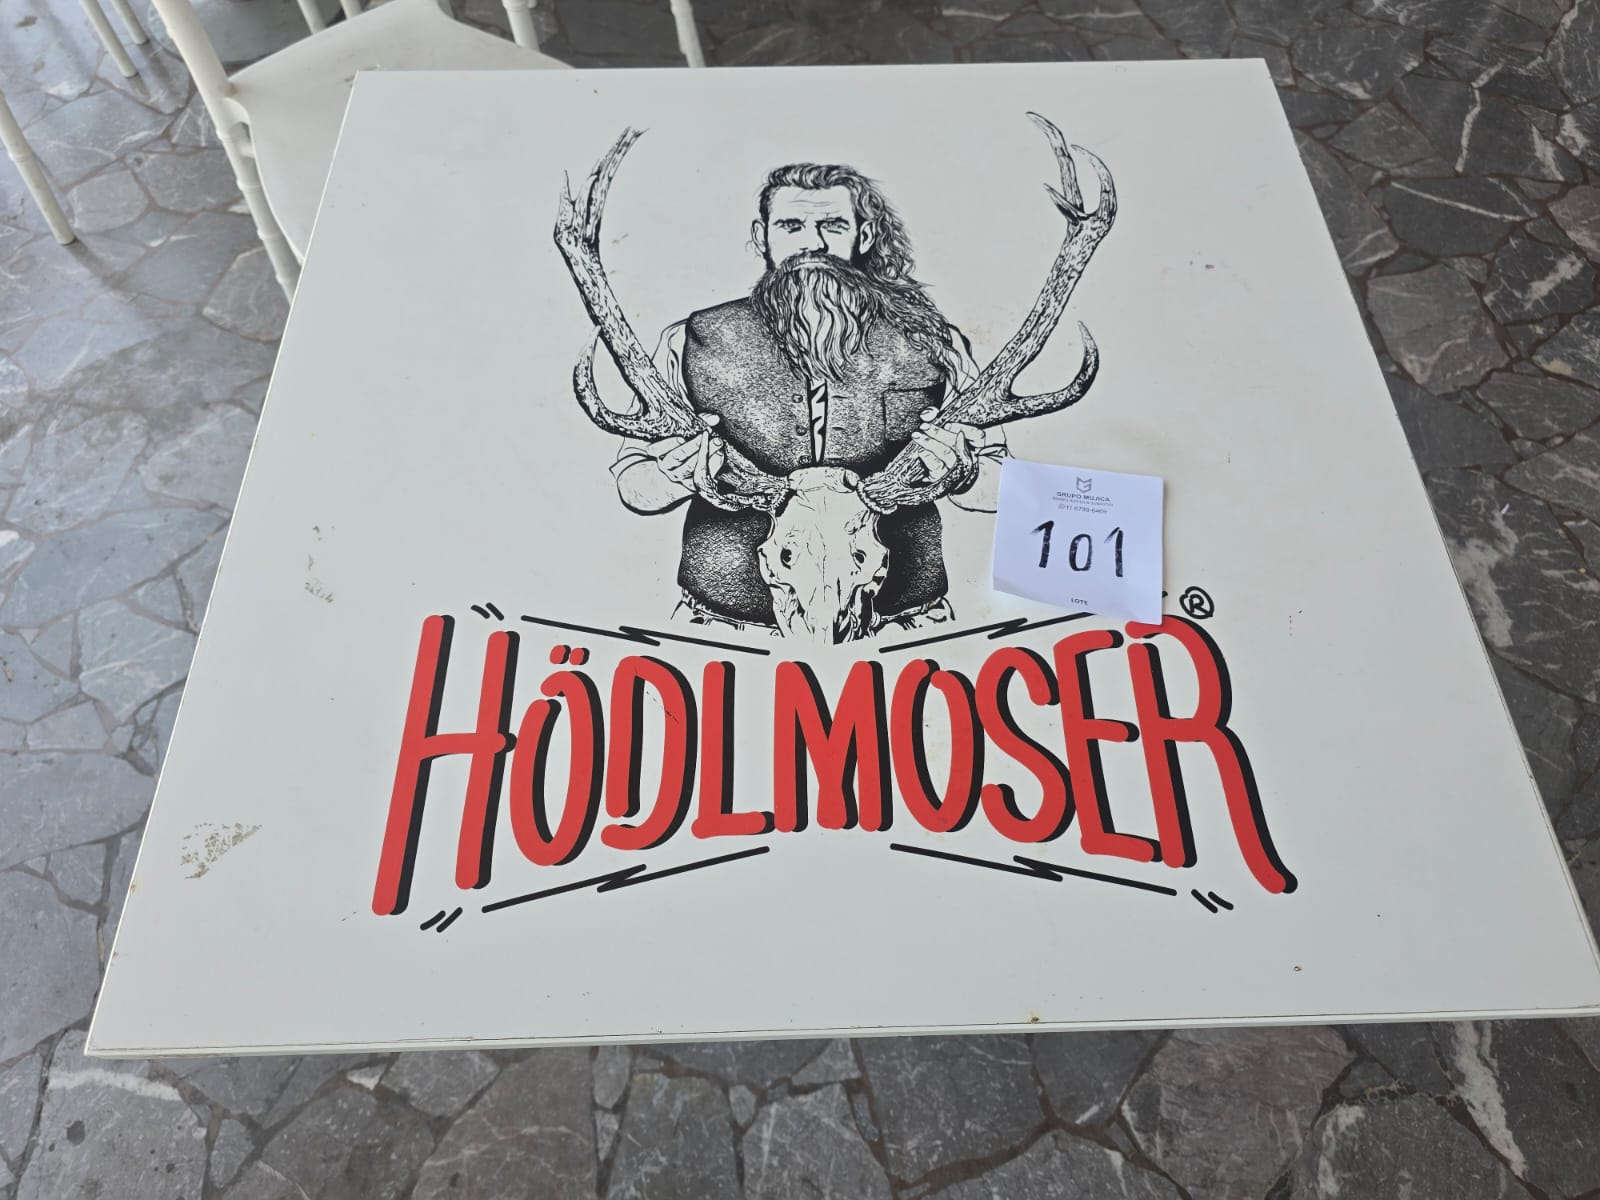 GRUPO MUJICA
101
LOTE
®
HÖDLMOSER